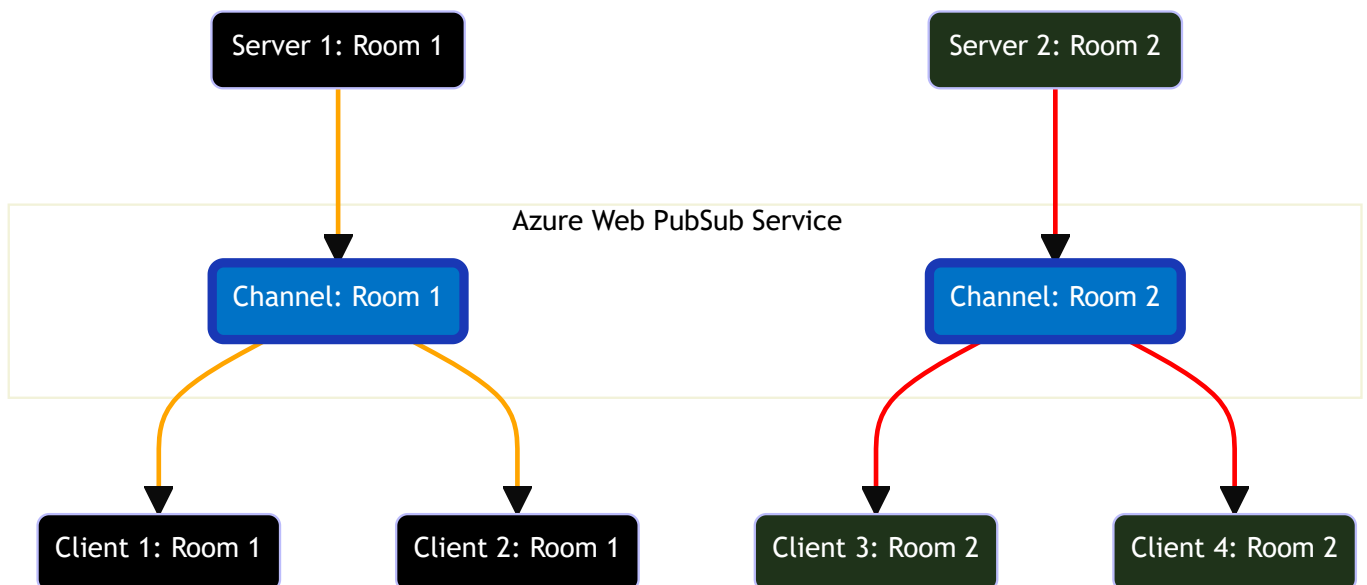 Server 1: Room 1
Server 2: Room 2
Azure Web PubSub Service
Channel: Room 1
Channel: Room 2
Client 1: Room 1
Client 2: Room 1
Client 3: Room 2
Client 4: Room 2